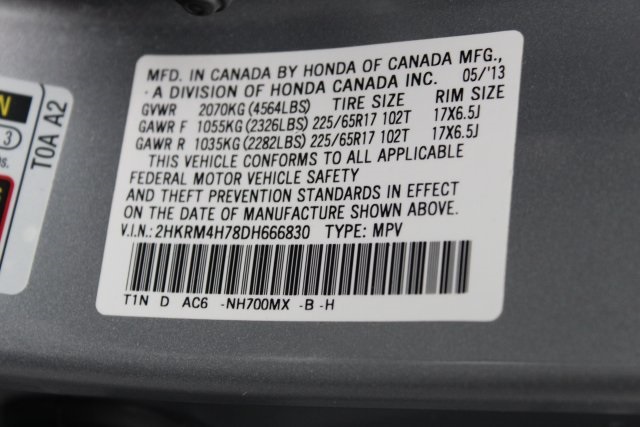 MFD. IN CANADA BY HONDA OF CANADA MFG.,
A DIVISION OF HONDA CANADA INC. 05/'13
GVWR 2070KG (4564LBS) TIRE SIZE RIM SIZE
GAWR F 1055KG (2326LBS) 225/65R17 102T 17X6.5J
GAWR R 1035KG (2282LBS) 225/65R17 102T 17X6.5J
THIS VEHICLE CONFORMS TO ALL APPLICABLE
FEDERAL MOTOR VEHICLE SAFETY
AND THEFT PREVENTION STANDARDS IN EFFECT
ON THE DATE OF MANUFACTURE SHOWN ABOVE.
V.I.N.: 2HKRM4H78DH666830 TYPE: MPV
T1N D AC6 -NH700MX -B -H
T0A A2
3